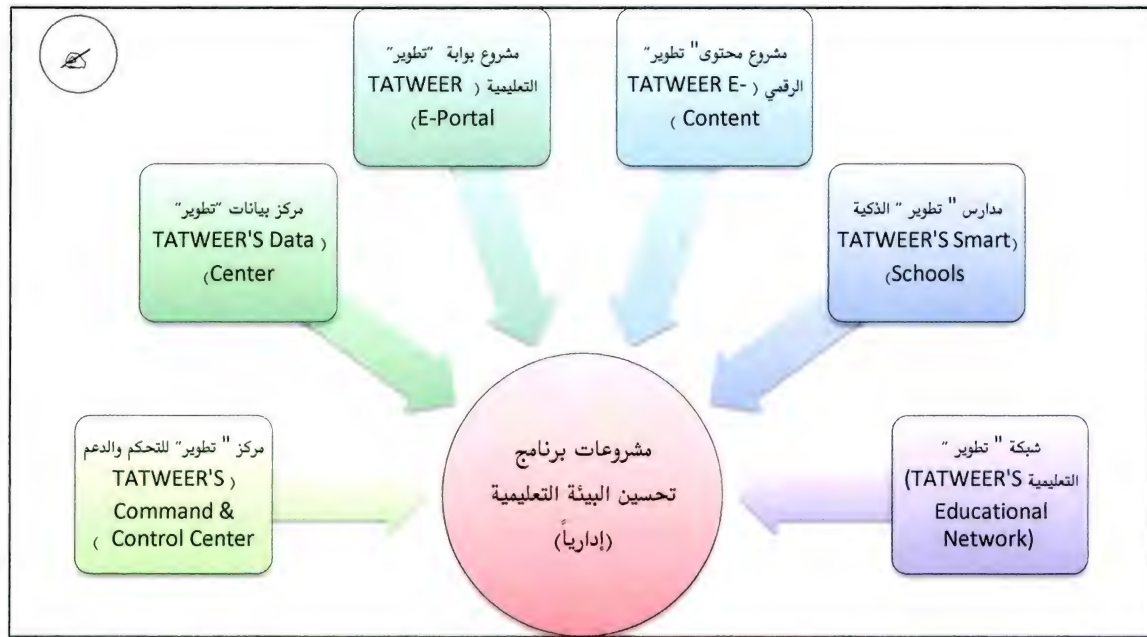 مشروع محتوى" تطوير"
الرقمي ( TATWEER E-
Content )
مشروع بوابة "تطوير"
التعليمية ( TATWEER
E-Portal)
مدارس " تطوير " الذكية
(TATWEER'S Smart
Schools)
مركز بيانات "تطوير"
( TATWEER'S Data
Center)
شبكة " تطوير "
التعليمية TATWEER'S)
Educational
Network)
مركز " تطوير" للتحكم والدعم
( TATWEER'S
Command &
Control Center )
مشروعات برنامج
تحسين البيئة التعليمية
(إدارياً)